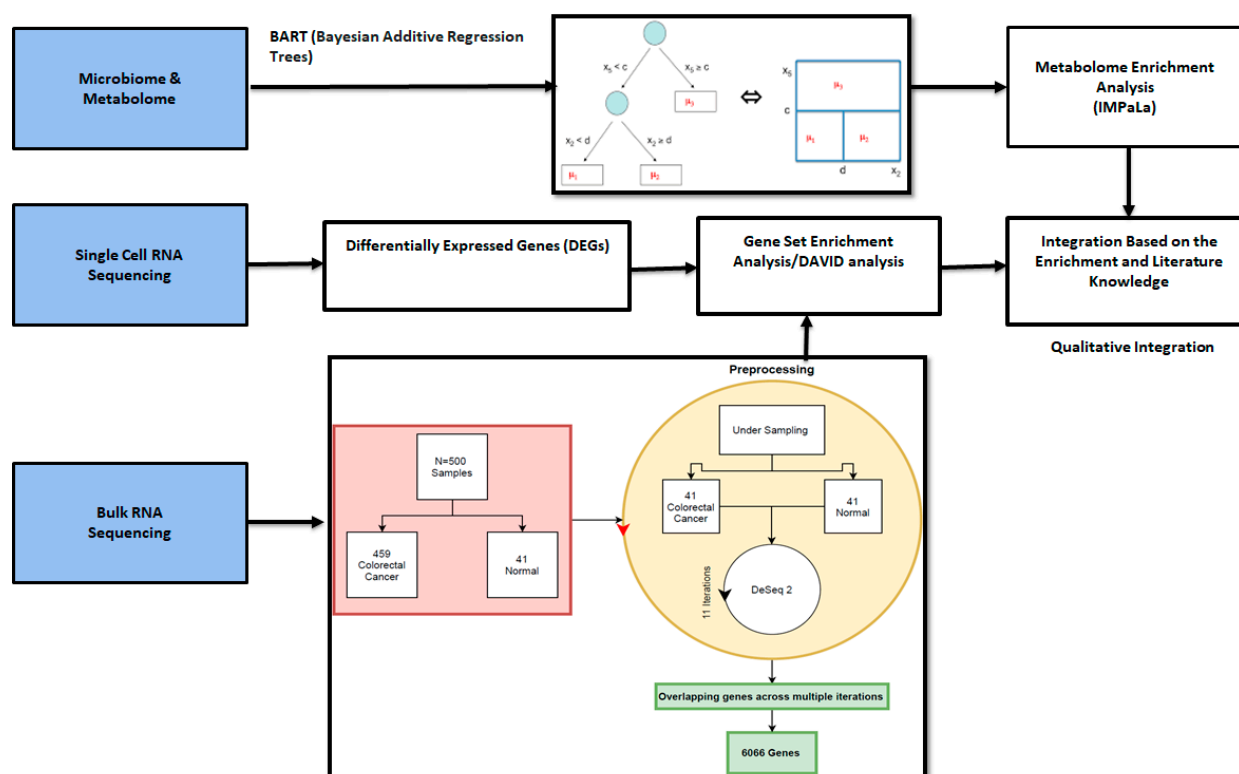 BART (Bayesian Additive Regression
Trees)
Microbiome &
Metabolome
x₅ < c
x₅ ≥ c
μ₃
x₂ < d
x₂ ≥ d
μ₁
μ₂
⇔
x₅
μ₃
c
μ₁
μ₂
d
x₂
Metabolome Enrichment
Analysis
(IMPaLa)
Single Cell RNA
Sequencing
Differentially Expressed Genes (DEGs)
Gene Set Enrichment
Analysis/DAVID analysis
Integration Based on the
Enrichment and Literature
Knowledge
Qualitative Integration
Bulk RNA
Sequencing
N=500
Samples
459
Colorectal
Cancer
41
Normal
Preprocessing
Under Sampling
41
Colorectal
Cancer
41
Normal
11 Iterations
DeSeq 2
Overlapping genes across multiple iterations
6066 Genes